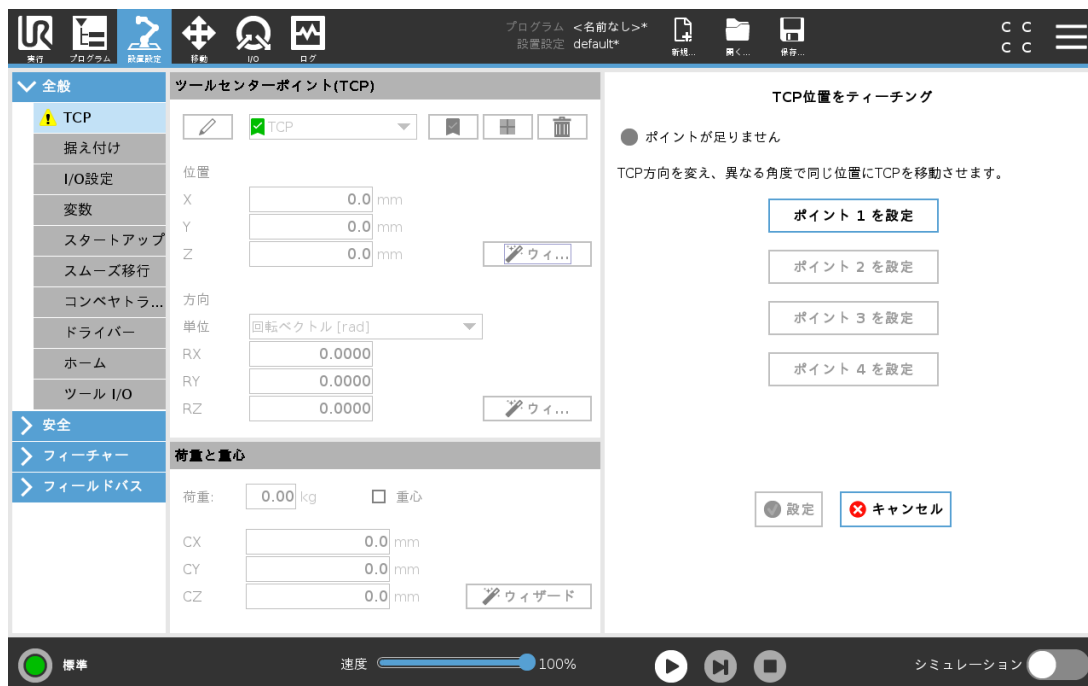 プログラム <名前なし>*
設置設定 default*
UR
実行
プログラム
設置設定
移動
I/O
ログ
新規...
開く...
保存...
C C
C C
全般
TCP
据え付け
I/O設定
変数
スタートアップ
スムーズ移行
コンベヤトラ...
ドライバー
ホーム
ツール I/O
安全
フィーチャー
フィールドバス
ツールセンターポイント(TCP)
TCP
位置
X 0.0 mm
Y 0.0 mm
Z 0.0 mm ウィ...
方向
単位 回転ベクトル [rad]
RX 0.0000
RY 0.0000
RZ 0.0000 ウィ...
荷重と重心
荷重: 0.00 kg 重心
CX 0.0 mm
CY 0.0 mm
CZ 0.0 mm ウィザード
TCP位置をティーチング
ポイントが足りません
TCP方向を変え、異なる角度で同じ位置にTCPを移動させます。
ポイント 1 を設定
ポイント 2 を設定
ポイント 3 を設定
ポイント 4 を設定
設定 キャンセル
標準
速度 100%
シミュレーション